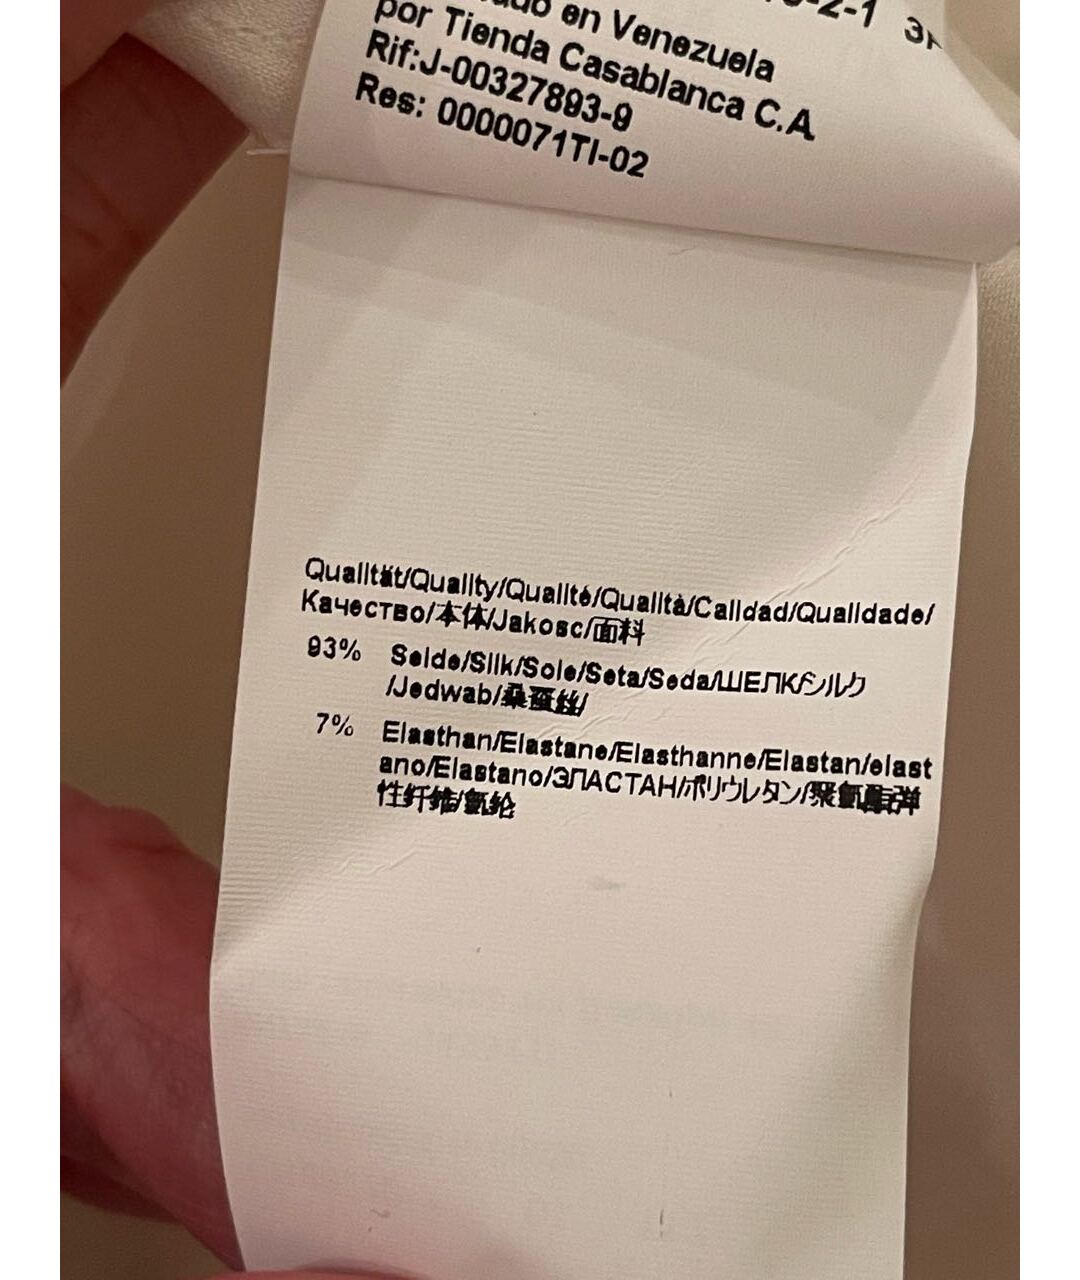 en Venezuela
por Tienda Casablanca C.A
Rif:J-00327893-9
Res: 0000071TI-02
Qualität/Quality/Qualité/Qualità/Calidad/Qualidade/
Качество/本体/Jakosc/面料
93% Seide/Silk/Soie/Seta/Seda/ШЕЛК/シルク
/Jedwab/桑蚕丝/
7% Elasthan/Elastane/Elasthanne/Elastan/elast
ano/Elastano/ЭЛАСТАН/ポリウレタン/聚氨酯弹
性纤维/氨纶